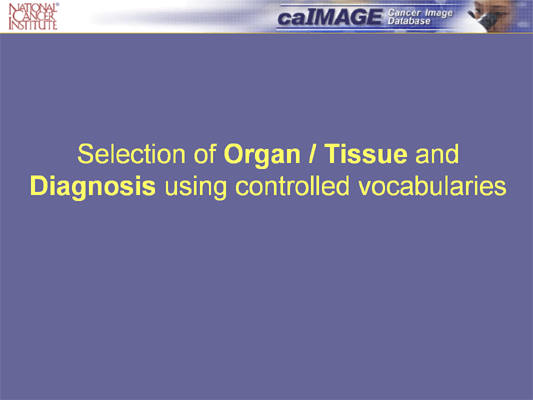 NATIONAL®
CANCER
INSTITUTE
caIMAGE Cancer Image
Database
Selection of Organ / Tissue and
Diagnosis using controlled vocabularies